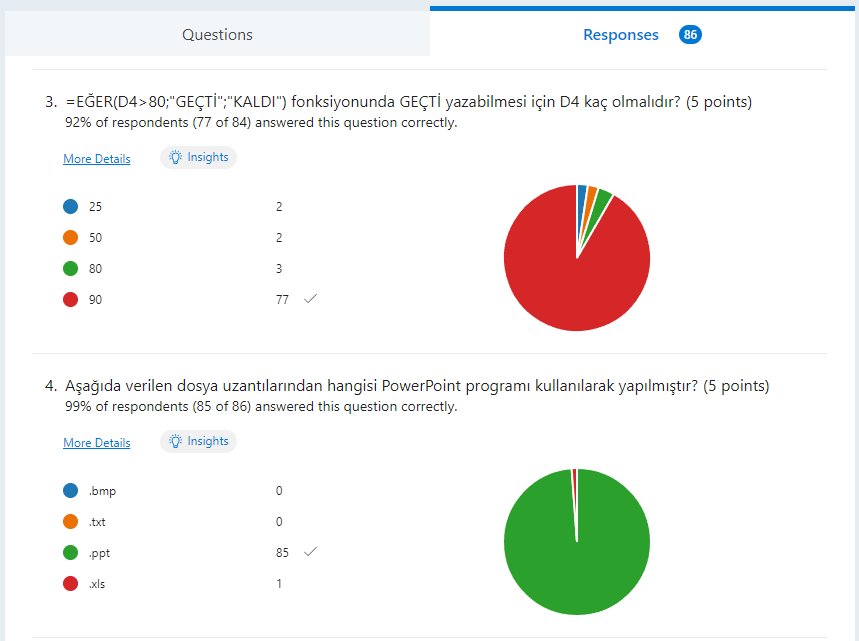 Questions
Responses 86
3. =EĞER(D4>80;"GEÇTİ";"KALDI") fonksiyonunda GEÇTİ yazabilmesi için D4 kaç olmalıdır? (5 points)
92% of respondents (77 of 84) answered this question correctly.
More Details Insights
25 2
50 2
80 3
90 77
4. Aşağıda verilen dosya uzantılarından hangisi PowerPoint programı kullanılarak yapılmıştır? (5 points)
99% of respondents (85 of 86) answered this question correctly.
More Details Insights
.bmp 0
.txt 0
.ppt 85
.xls 1